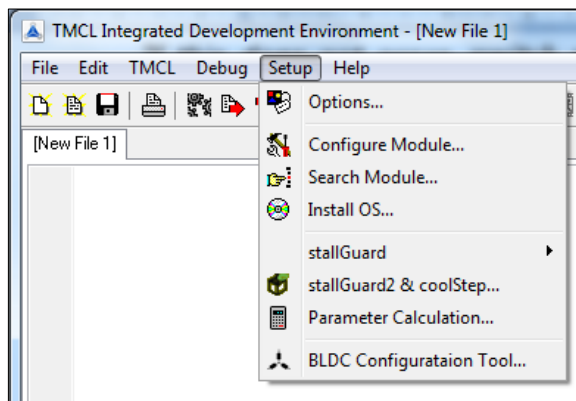 TMCL Integrated Development Environment - [New File 1]
File Edit TMCL Debug Setup Help
Options...
[New File 1]
Configure Module...
Search Module...
Install OS...
stallGuard
stallGuard2 & coolStep...
Parameter Calculation...
BLDC Configurataion Tool...